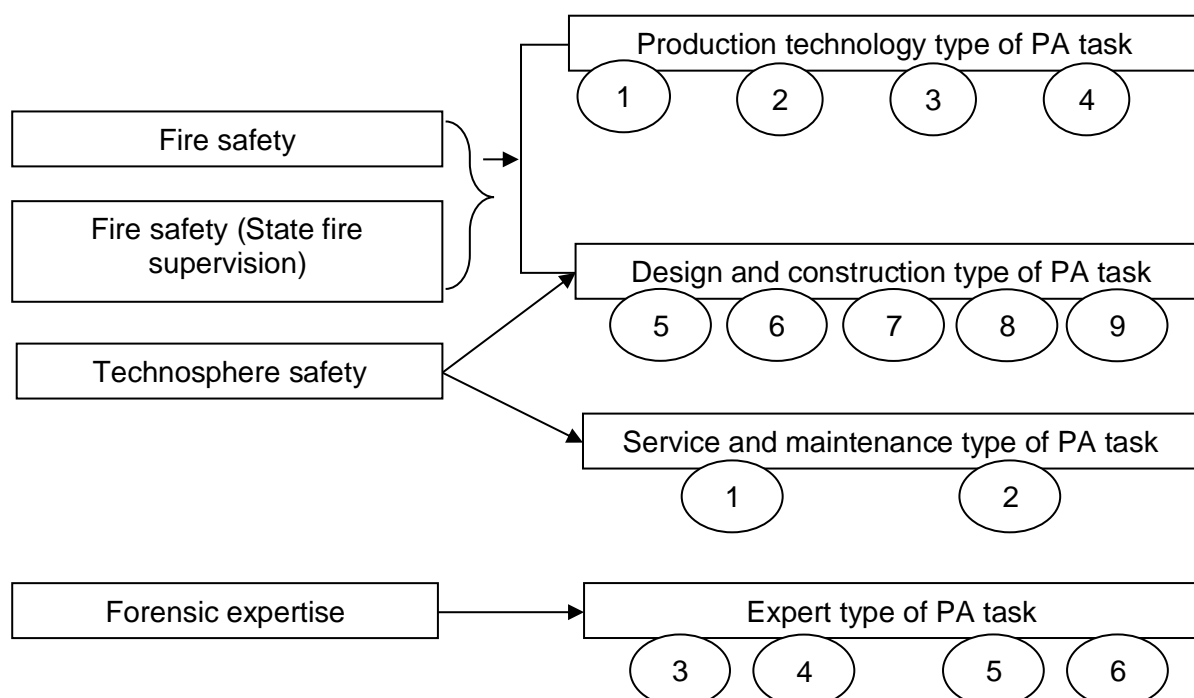 Production technology type of PA task
1 2 3 4
Fire safety
Fire safety (State fire
supervision)
Design and construction type of PA task
5 6 7 8 9
Technosphere safety
Service and maintenance type of PA task
1 2
Forensic expertise
Expert type of PA task
3 4 5 6